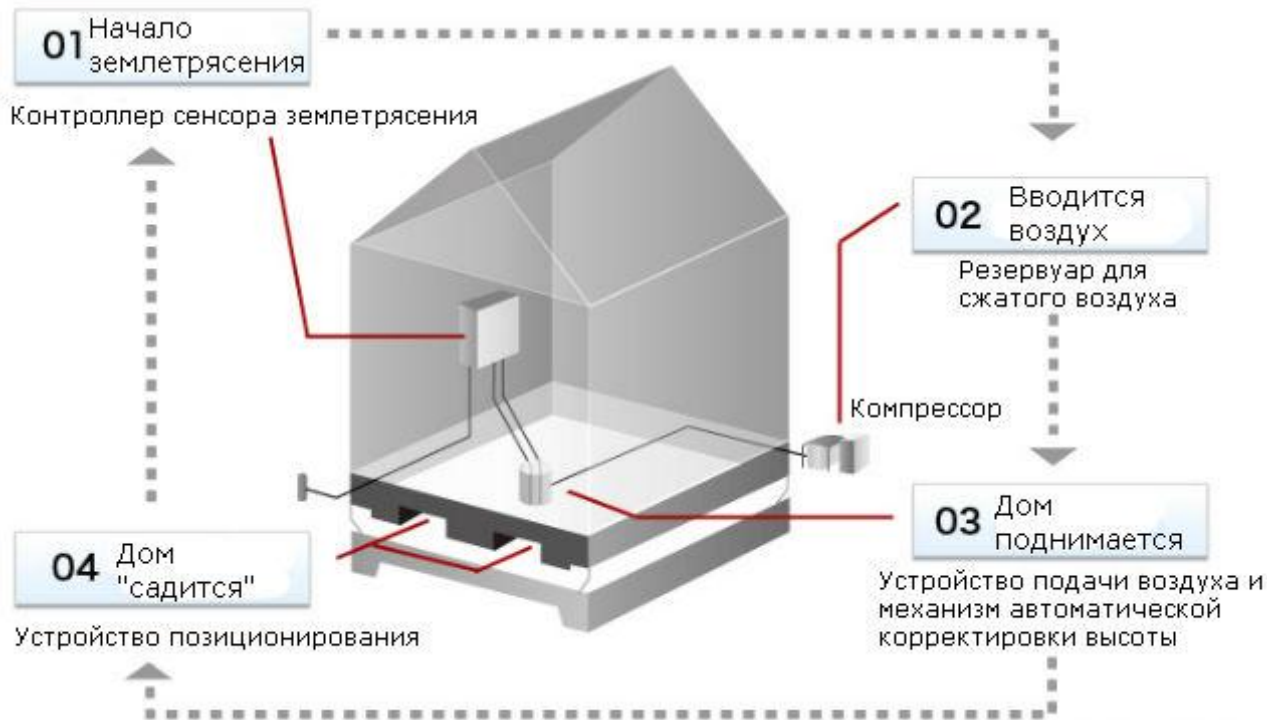 01 Начало
землетрясения
Контроллер сенсора землетрясения
02 Вводится
воздух
Резервуар для
сжатого воздуха
Компрессор
03 Дом
поднимается
Устройство подачи воздуха и
механизм автоматической
корректировки высоты
04 Дом
"садится"
Устройство позиционирования